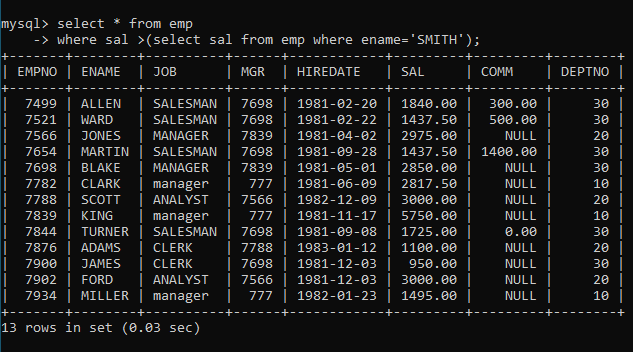 mysql> select * from emp
    -> where sal >(select sal from emp where ename='SMITH');
+-------+--------+----------+------+------------+---------+---------+--------+
| EMPNO | ENAME  | JOB      | MGR  | HIREDATE   | SAL     | COMM    | DEPTNO |
+-------+--------+----------+------+------------+---------+---------+--------+
|  7499 | ALLEN  | SALESMAN | 7698 | 1981-02-20 | 1840.00 |  300.00 |     30 |
|  7521 | WARD   | SALESMAN | 7698 | 1981-02-22 | 1437.50 |  500.00 |     30 |
|  7566 | JONES  | MANAGER  | 7839 | 1981-04-02 | 2975.00 |    NULL |     20 |
|  7654 | MARTIN | SALESMAN | 7698 | 1981-09-28 | 1437.50 | 1400.00 |     30 |
|  7698 | BLAKE  | MANAGER  | 7839 | 1981-05-01 | 2850.00 |    NULL |     30 |
|  7782 | CLARK  | manager  |  777 | 1981-06-09 | 2817.50 |    NULL |     10 |
|  7788 | SCOTT  | ANALYST  | 7566 | 1982-12-09 | 3000.00 |    NULL |     20 |
|  7839 | KING   | manager  |  777 | 1981-11-17 | 5750.00 |    NULL |     10 |
|  7844 | TURNER | SALESMAN | 7698 | 1981-09-08 | 1725.00 |    0.00 |     30 |
|  7876 | ADAMS  | CLERK    | 7788 | 1983-01-12 | 1100.00 |    NULL |     20 |
|  7900 | JAMES  | CLERK    | 7698 | 1981-12-03 |  950.00 |    NULL |     30 |
|  7902 | FORD   | ANALYST  | 7566 | 1981-12-03 | 3000.00 |    NULL |     20 |
|  7934 | MILLER | manager  |  777 | 1982-01-23 | 1495.00 |    NULL |     10 |
+-------+--------+----------+------+------------+---------+---------+--------+
13 rows in set (0.03 sec)